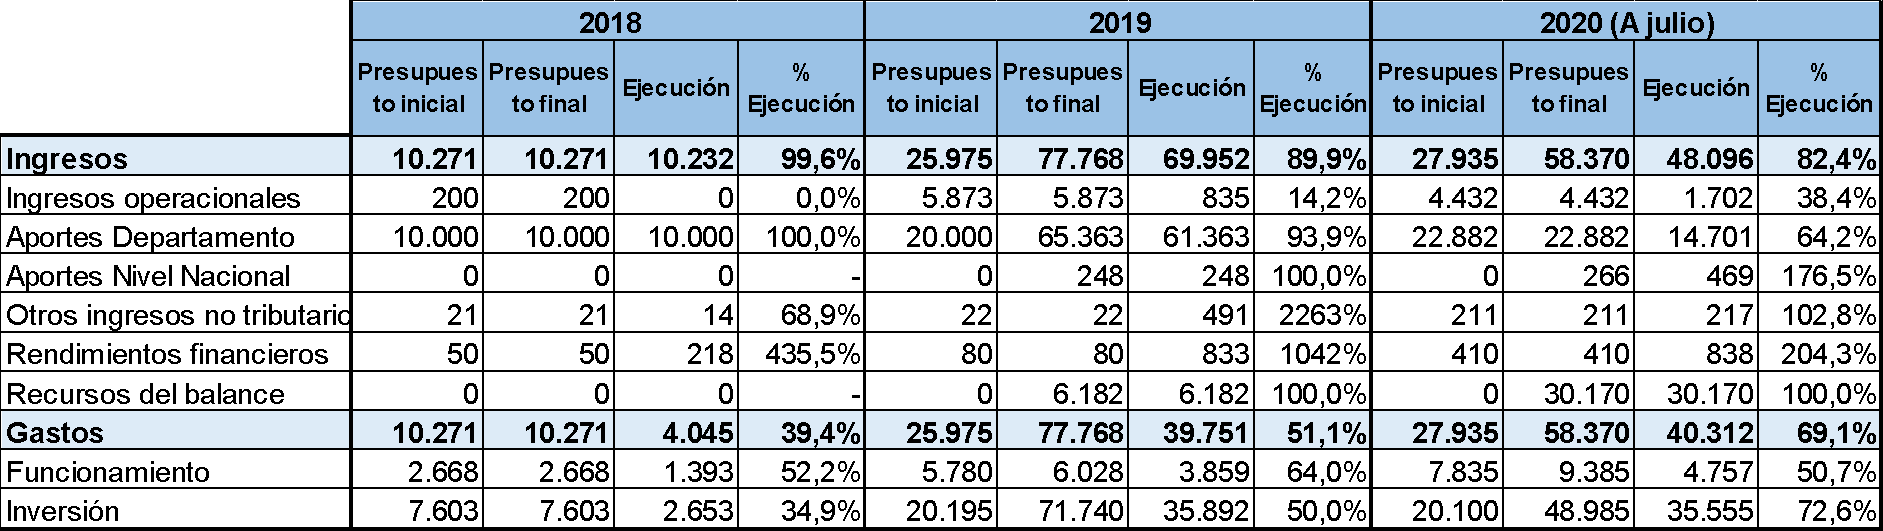 2018 2019 2020 (A julio)
Presupues Presupues Ejecución % Presupues Presupues Ejecución % Presupues Presupues Ejecución %
to inicial to final Ejecución to inicial to final Ejecución to inicial to final Ejecución
Ingresos 10.271 10.271 10.232 99,6% 25.975 77.768 69.952 89,9% 27.935 58.370 48.096 82,4%
Ingresos operacionales 200 200 0 0,0% 5.873 5.873 835 14,2% 4.432 4.432 1.702 38,4%
Aportes Departamento 10.000 10.000 10.000 100,0% 20.000 65.363 61.363 93,9% 22.882 22.882 14.701 64,2%
Aportes Nivel Nacional 0 0 0 - 0 248 248 100,0% 0 266 469 176,5%
Otros ingresos no tributario 21 21 14 68,9% 22 22 491 2263% 211 211 217 102,8%
Rendimientos financieros 50 50 218 435,5% 80 80 833 1042% 410 410 838 204,3%
Recursos del balance 0 0 0 - 0 6.182 6.182 100,0% 0 30.170 30.170 100,0%
Gastos 10.271 10.271 4.045 39,4% 25.975 77.768 39.751 51,1% 27.935 58.370 40.312 69,1%
Funcionamiento 2.668 2.668 1.393 52,2% 5.780 6.028 3.859 64,0% 7.835 9.385 4.757 50,7%
Inversión 7.603 7.603 2.653 34,9% 20.195 71.740 35.892 50,0% 20.100 48.985 35.555 72,6%